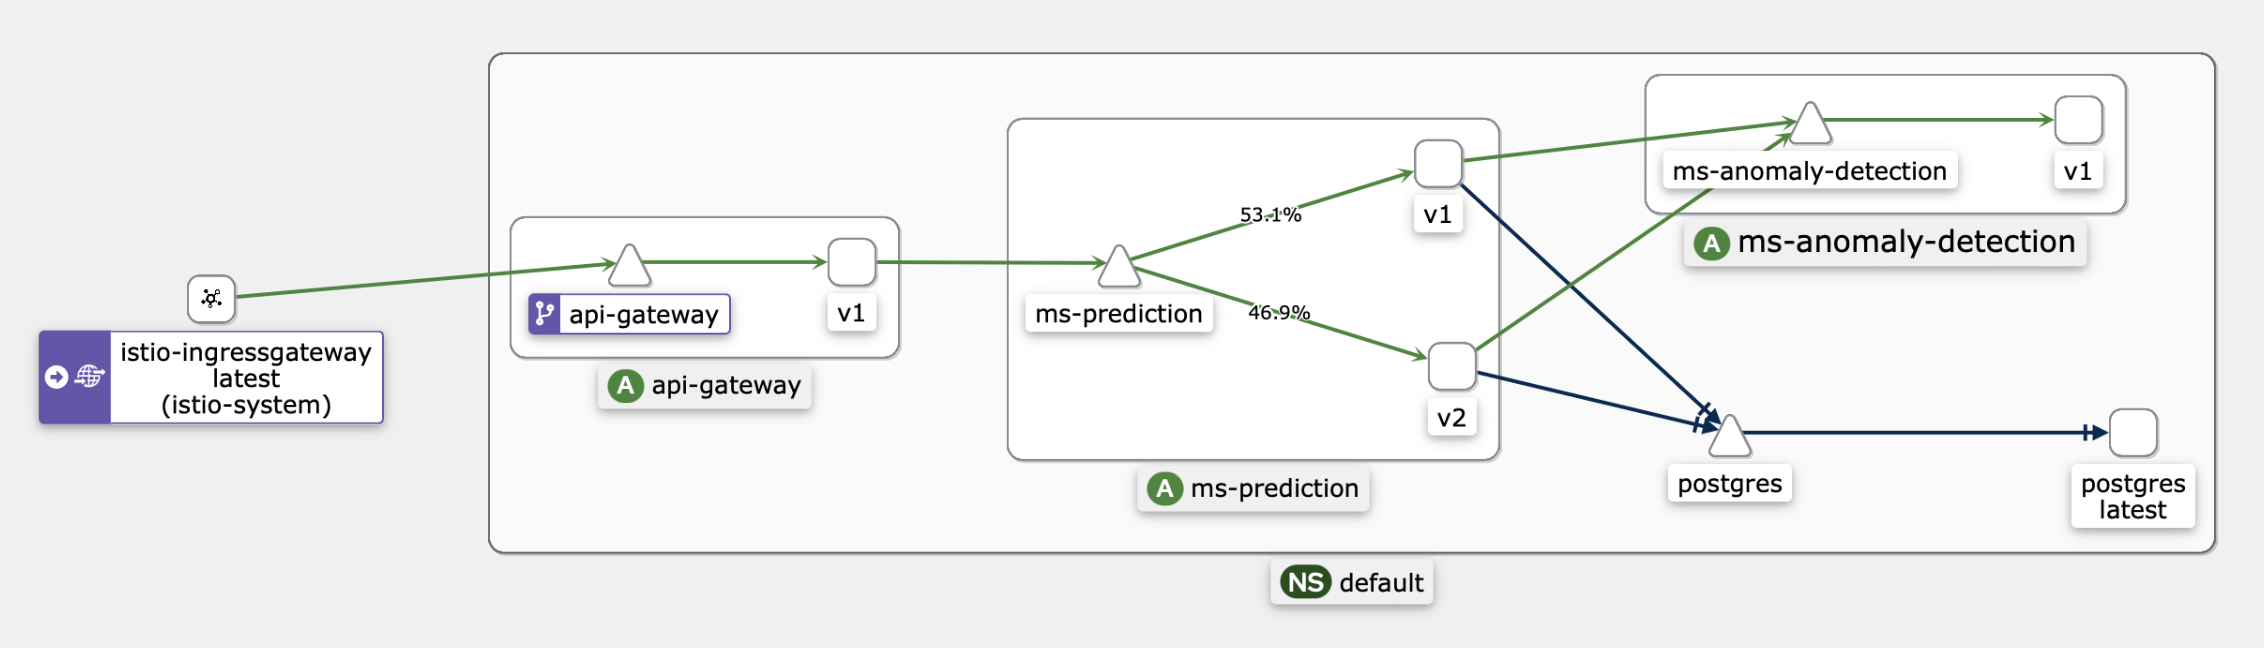 istio-ingressgateway
latest
(istio-system)
api-gateway
v1
A api-gateway
ms-prediction
53.1%
46.9%
v1
v2
A ms-prediction
ms-anomaly-detection
v1
A ms-anomaly-detection
postgres
postgres
latest
NS default